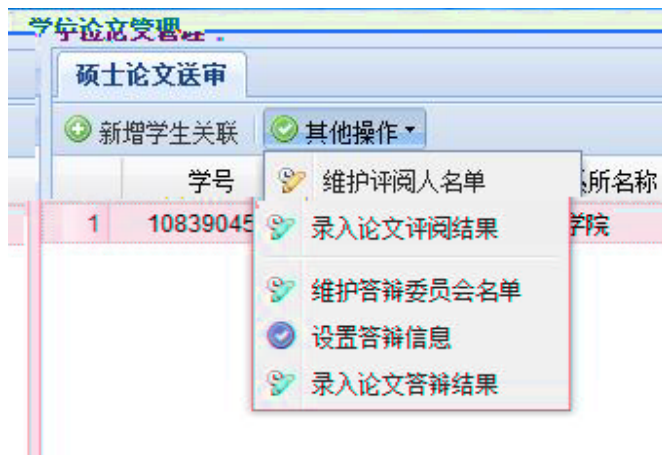 学位论文管理
硕士论文送审
新增学生关联 其他操作
学号 所名称
1 10839045 学院
维护评阅人名单
录入论文评阅结果
维护答辩委员会名单
设置答辩信息
录入论文答辩结果